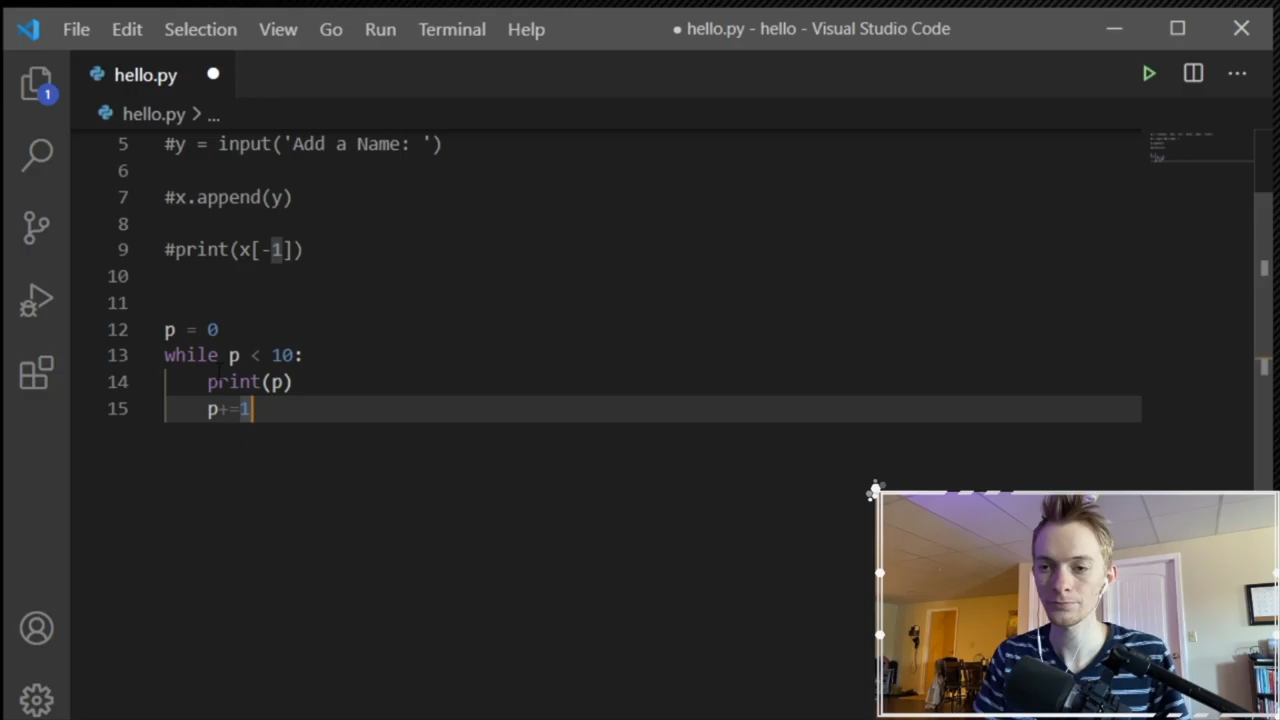 File Edit Selection View Go Run Terminal Help ● hello.py - hello - Visual Studio Code
hello.py
hello.py > ...
1
5 #y = input('Add a Name: ')
6
7 #x.append(y)
8
9 #print(x[-1])
10
11
12 p = 0
13 while p < 10:
14 print(p)
15 p+=1